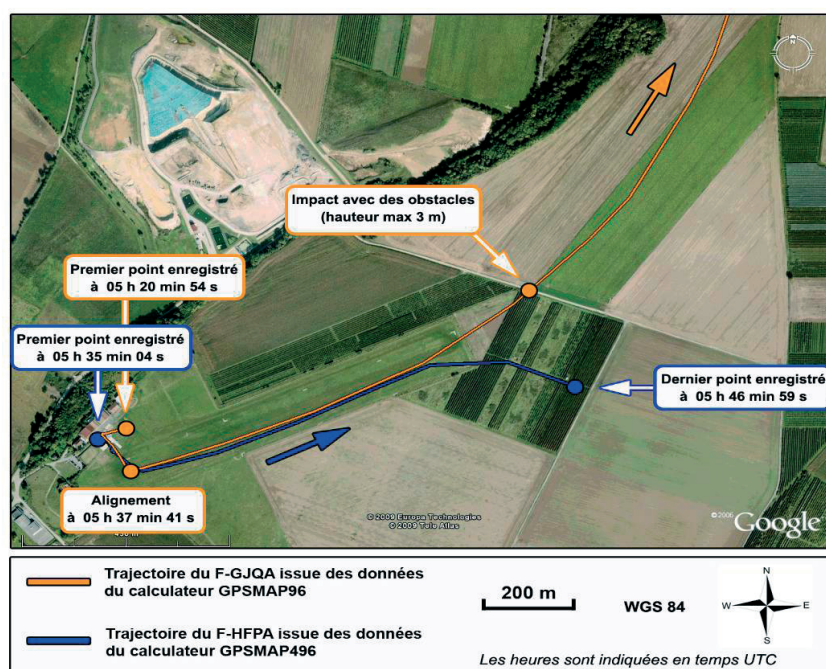 N
Impact avec des obstacles
(hauteur max 3 m)
Premier point enregistré
à 05 h 20 min 54 s
Premier point enregistré
à 05 h 35 min 04 s
Dernier point enregistré
à 05 h 46 min 59 s
Alignement
à 05 h 37 min 41 s
© 2009 Europe Technologies
© 2009 Tele Atlas
© 2006 Google
Trajectoire du F-GJQA issue des données
du calculateur GPSMAP96
Trajectoire du F-HFPA issue des données
du calculateur GPSMAP496
200 m
WGS 84
N
W E
S
Les heures sont indiquées en temps UTC